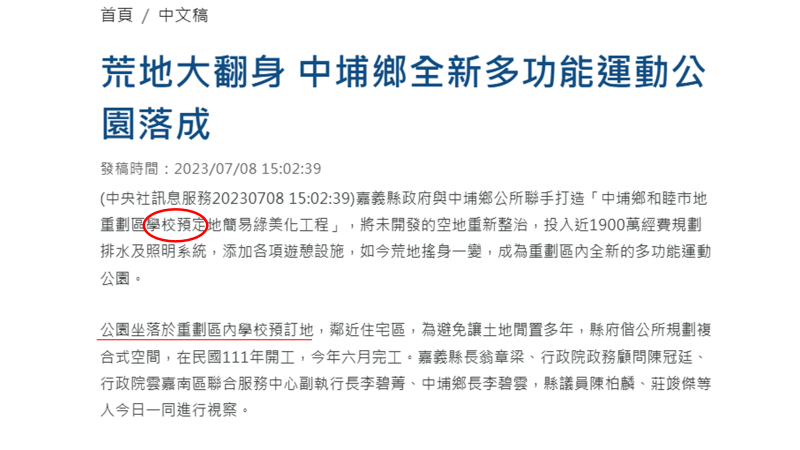 首頁 / 中文稿
荒地大翻身 中埔鄉全新多功能運動公
園落成
發稿時間：2023/07/08 15:02:39
(中央社訊息服務20230708 15:02:39)嘉義縣政府與中埔鄉公所聯手打造「中埔鄉和睦市地
重劃區學校預定地簡易綠美化工程」，將未開發的空地重新整治，投入近1900萬經費規劃
排水及照明系統，添加各項遊憩設施，如今荒地搖身一變，成為重劃區內全新的多功能運動
公園。
公園坐落於重劃區內學校預訂地，鄰近住宅區，為避免讓土地閒置多年，縣府偕公所規劃複
合式空間，在民國111年開工，今年六月完工。嘉義縣長翁章梁、行政院政務顧問陳冠廷、
行政院雲嘉南區聯合服務中心副執行長李碧菁、中埔鄉長李碧雲，縣議員陳柏麟、莊竣傑等
人今日一同進行視察。